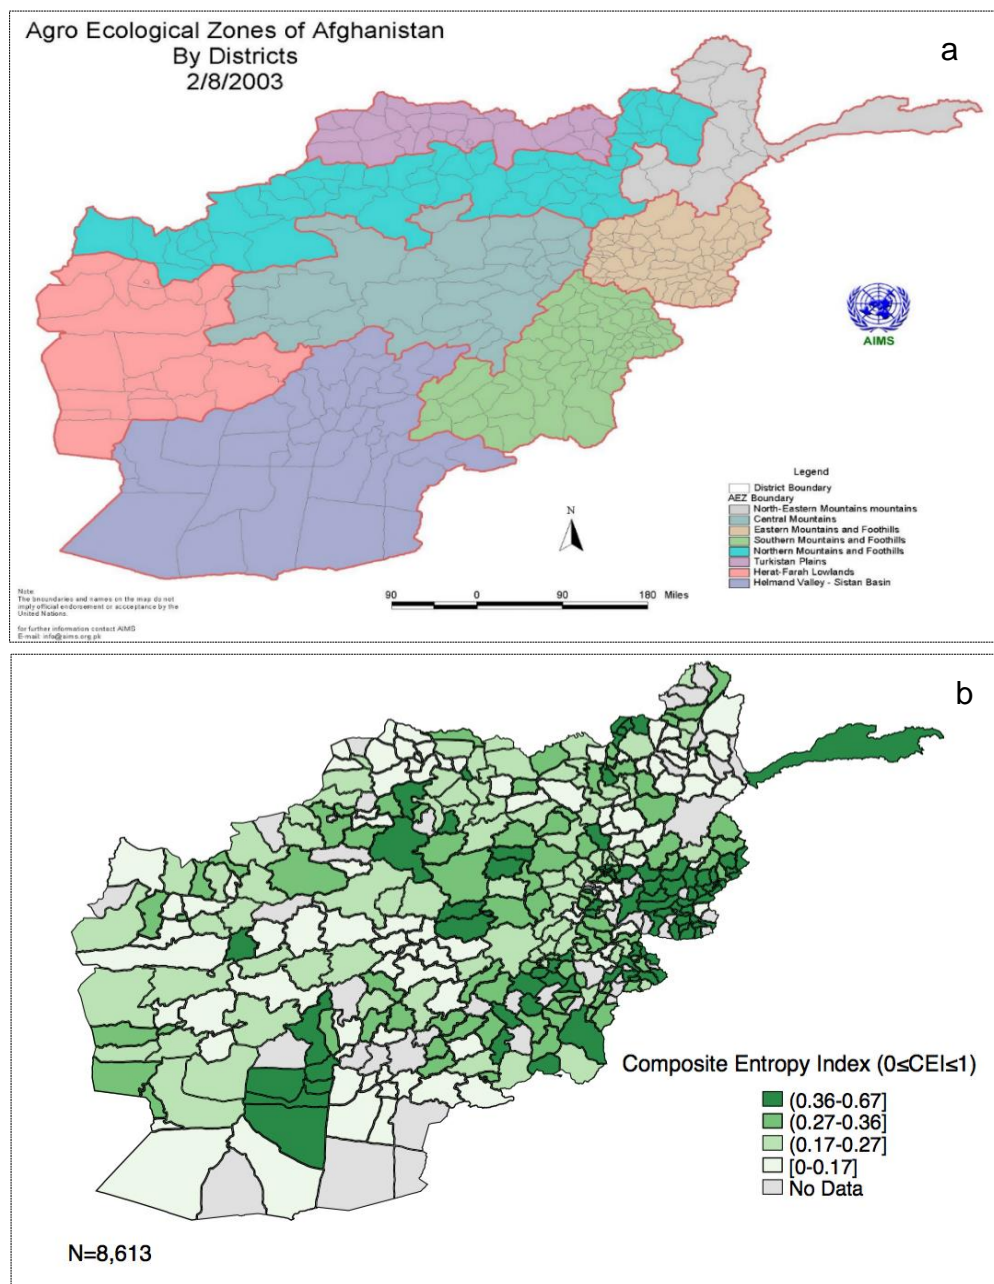 Agro Ecological Zones of Afghanistan
By Districts
2/8/2003
a
AIMS
Legend
District Boundary
AEZ Boundary
North-Eastern Mountains mountains
Central Mountains
Eastern Mountains and Foothills
Southern Mountains and Foothills
Northern Mountains and Foothills
Turkistan Plains
Herat-Farah Lowlands
Helmand Valley - Sistan Basin
N
90 0 90 180 Miles
Note:
The boundaries and names on the map do not
imply official endorsement or acceptance by the
United Nations.
for further information contact AIMS
E-mail: info@aims.org.pk
b
Composite Entropy Index (0≤CEI≤1)
(0.36-0.67]
(0.27-0.36]
(0.17-0.27]
[0-0.17]
No Data
N=8,613